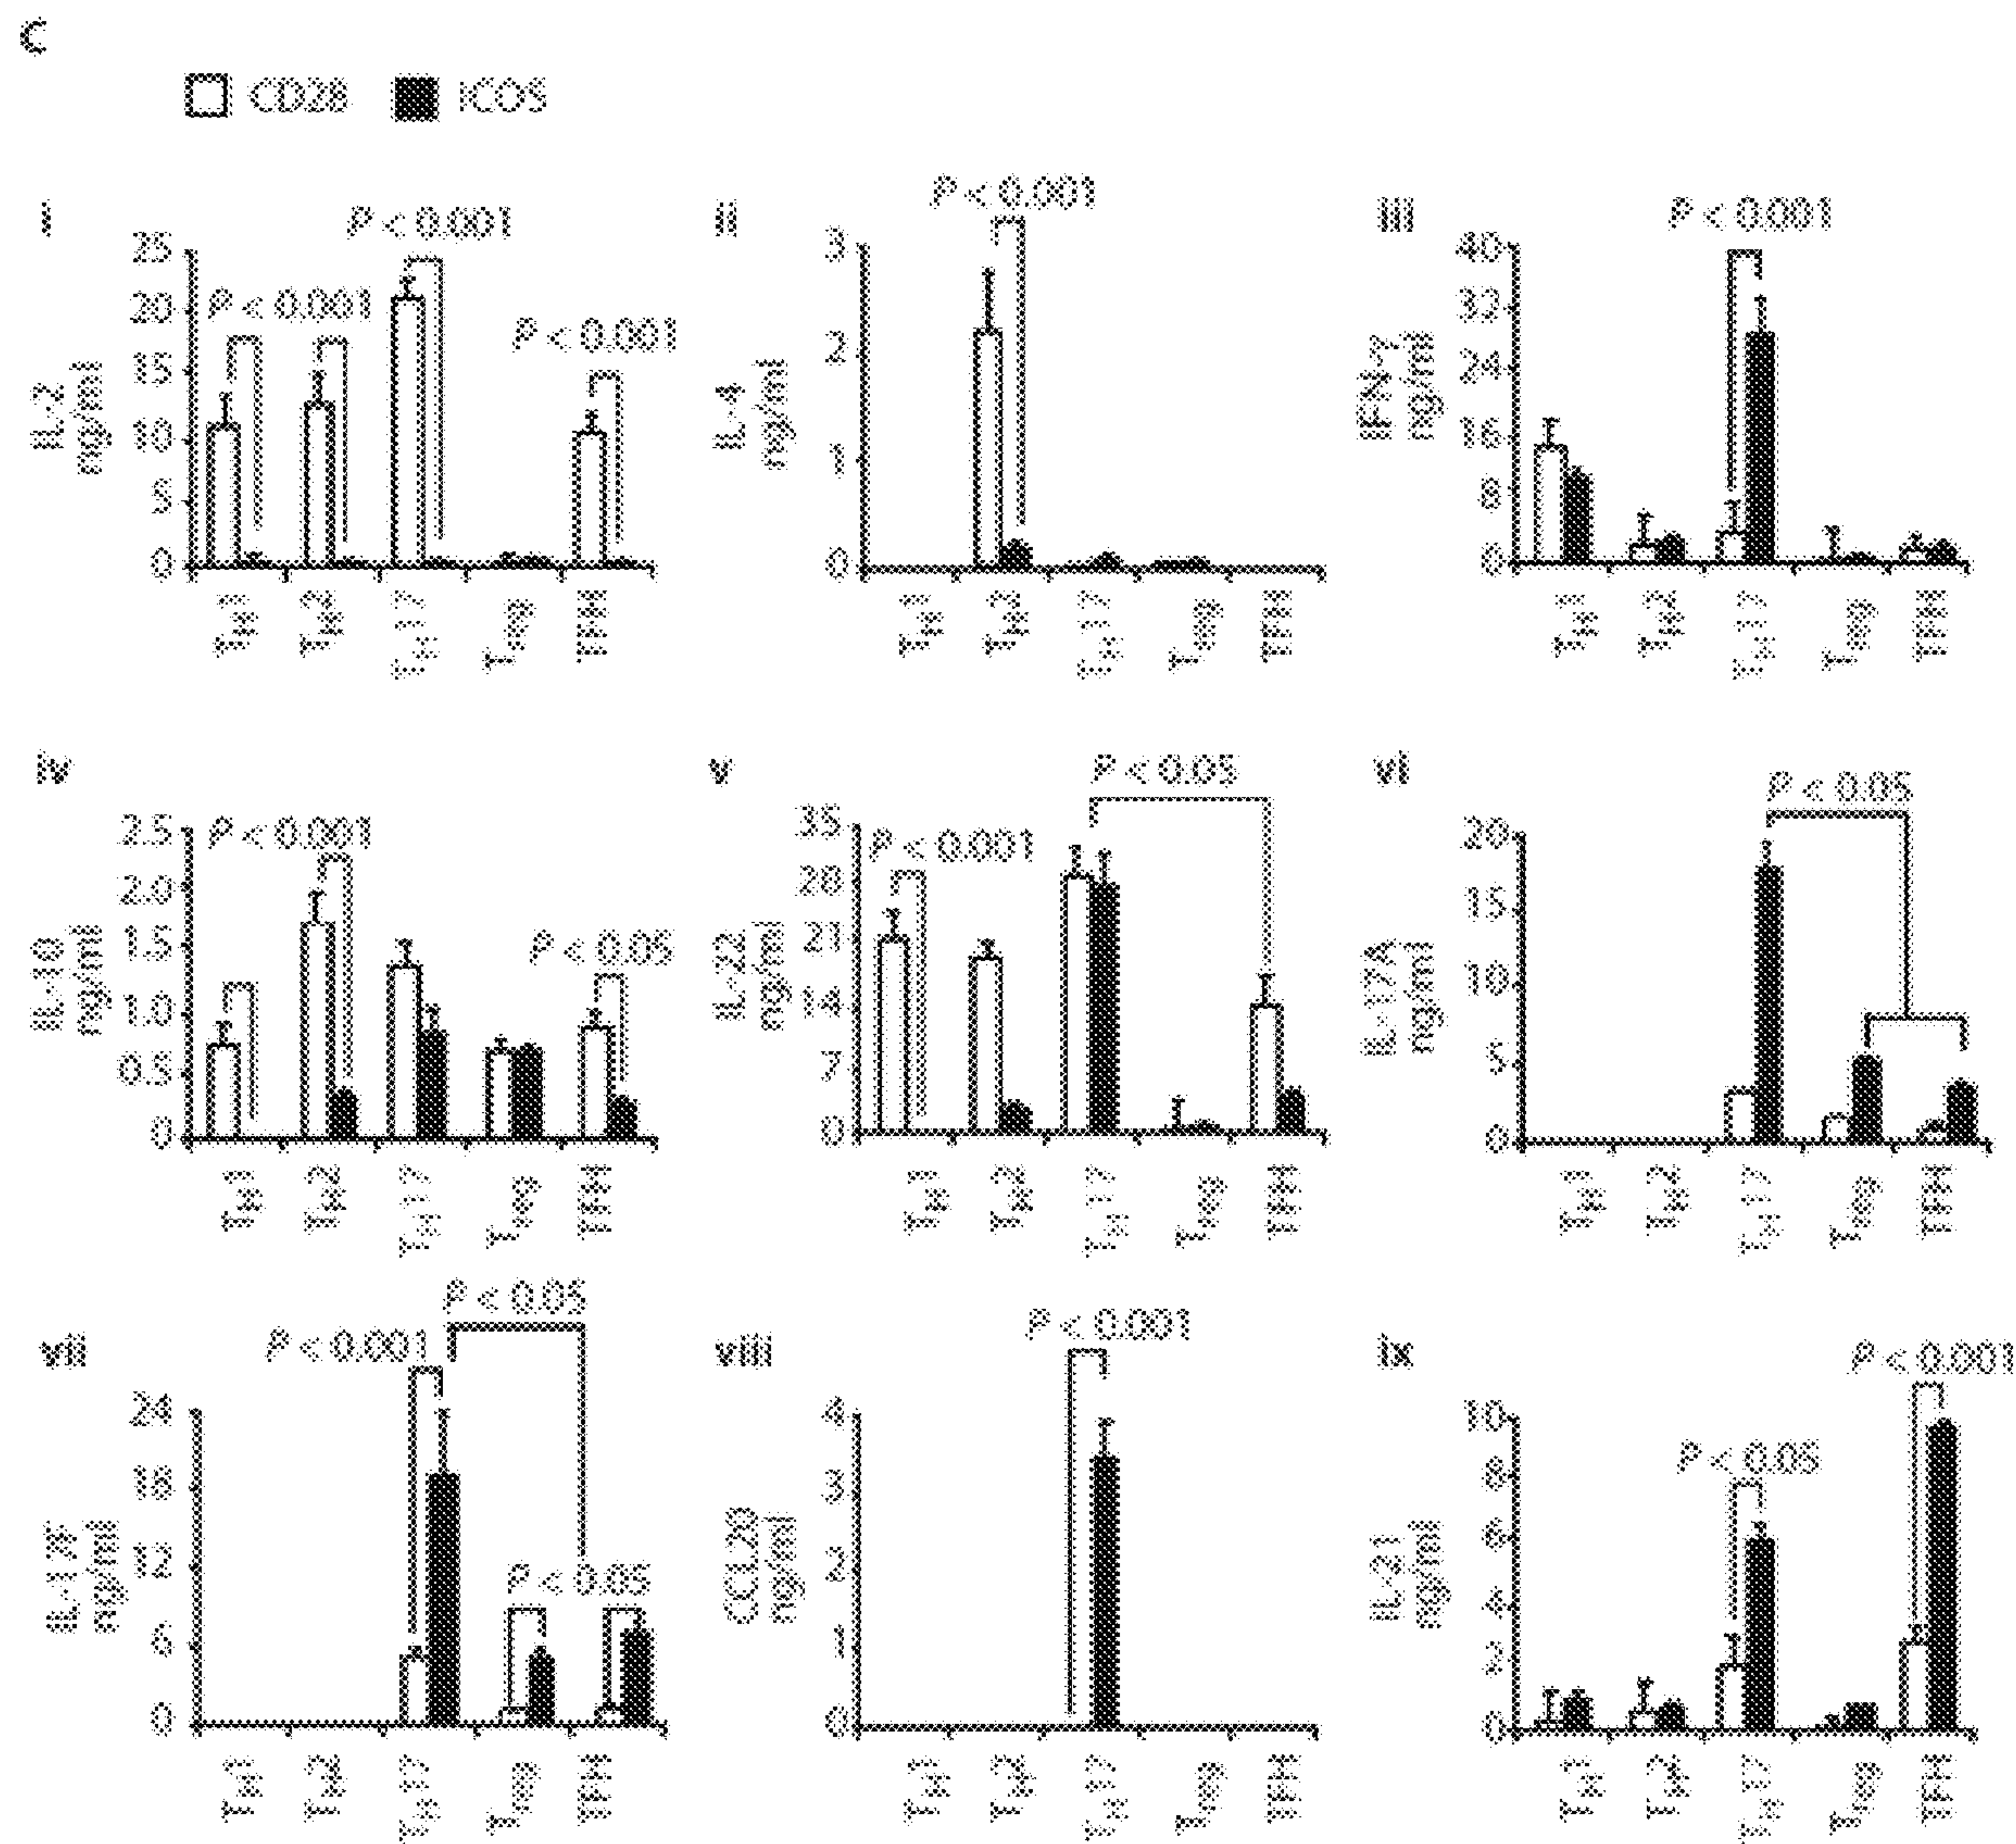 c
CD28 ICOS
i
P < 0.001
P < 0.001
P < 0.001
25
20
15
10
5
0
IL-2
ng/ml
TH1 TH2 TH17 Treg TFH
ii
P < 0.001
3
2
1
0
IL-4
ng/ml
TH1 TH2 TH17 Treg TFH
iii
P < 0.001
40
32
24
16
8
0
IFN-γ
ng/ml
TH1 TH2 TH17 Treg TFH
iv
P < 0.001
P < 0.05
2.5
2.0
1.5
1.0
0.5
0
IL-10
ng/ml
TH1 TH2 TH17 Treg TFH
v
P < 0.05
P < 0.001
35
28
21
14
7
0
IL-22
ng/ml
TH1 TH2 TH17 Treg TFH
vi
P < 0.05
20
15
10
5
0
IL-17A
ng/ml
TH1 TH2 TH17 Treg TFH
vii
P < 0.05
P < 0.001
P < 0.05
24
18
12
6
0
IL-17F
ng/ml
TH1 TH2 TH17 Treg TFH
viii
P < 0.001
4
3
2
1
0
CCL20
ng/ml
TH1 TH2 TH17 Treg TFH
ix
P < 0.001
P < 0.05
10
8
6
4
2
0
IL-21
ng/ml
TH1 TH2 TH17 Treg TFH